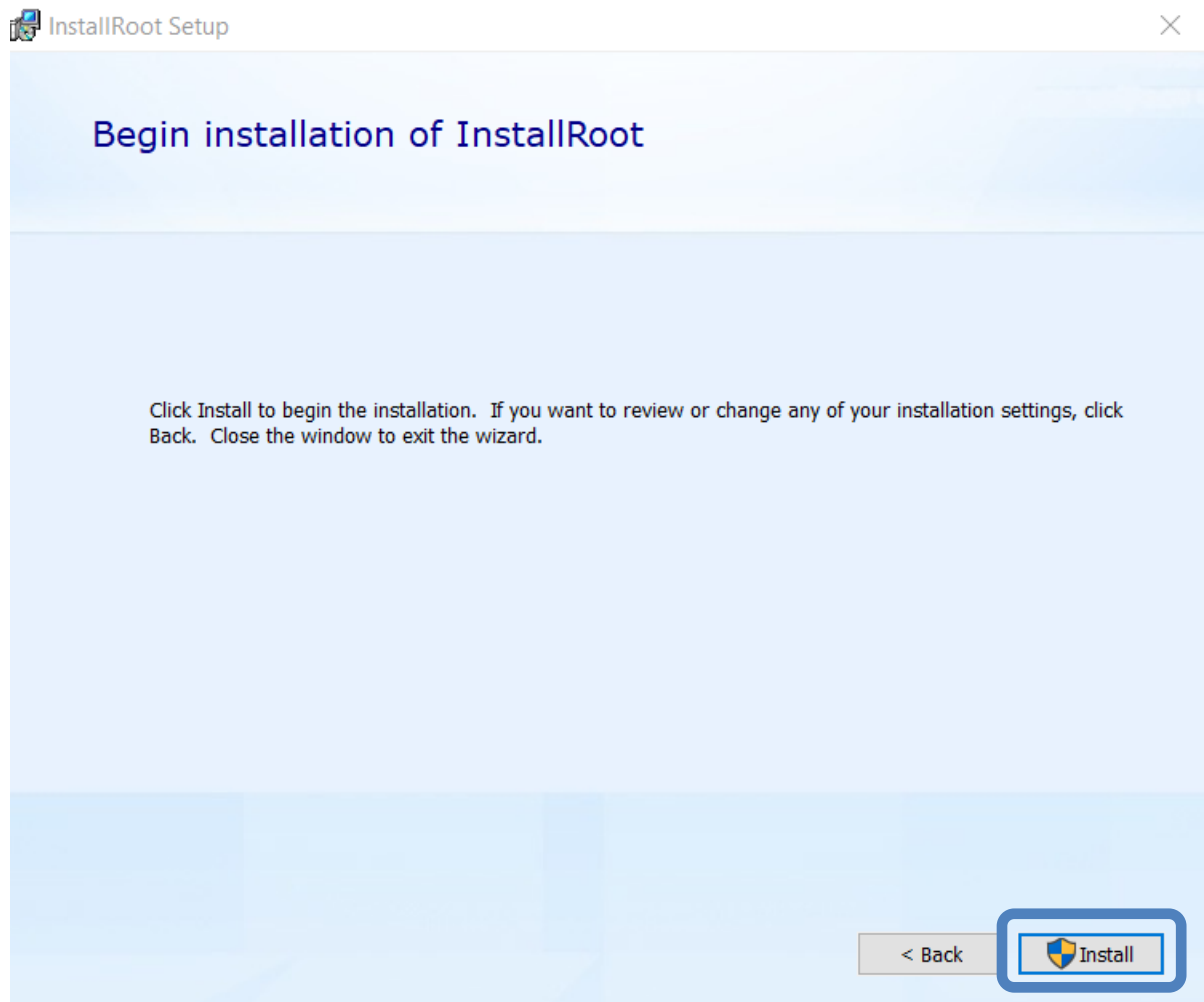 InstallRoot Setup
Begin installation of InstallRoot
Click Install to begin the installation.  If you want to review or change any of your installation settings, click
Back.  Close the window to exit the wizard.
< Back
Install